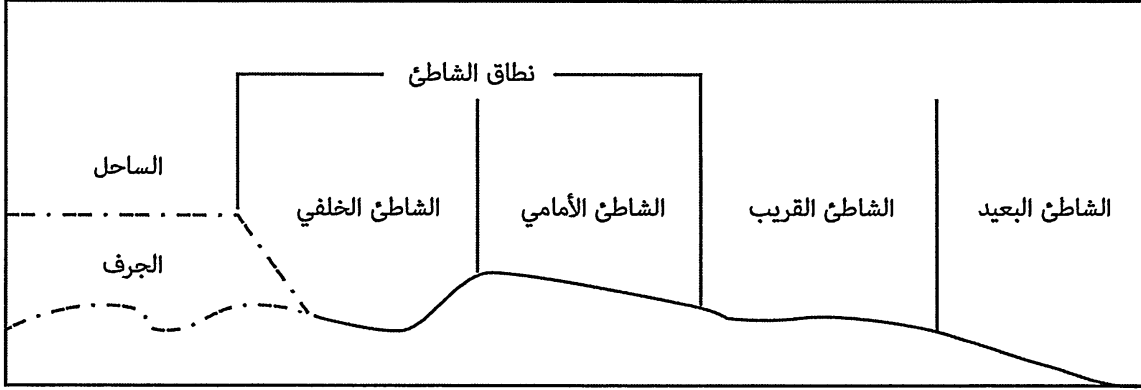 نطاق الشاطئ
الساحل
الشاطئ البعيد
الشاطئ القريب
الشاطئ الأمامي
الشاطئ الخلفي
الجرف